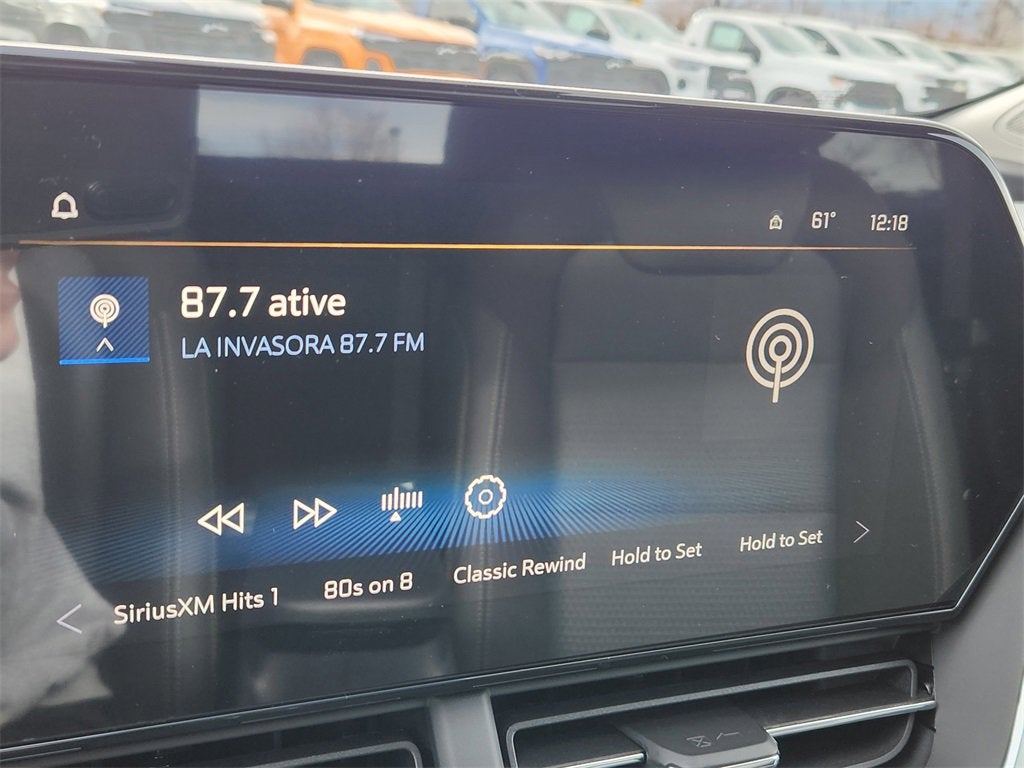 61° 12:18
87.7 ative
LA INVASORA 87.7 FM
SiriusXM Hits 1 80s on 8 Classic Rewind Hold to Set Hold to Set